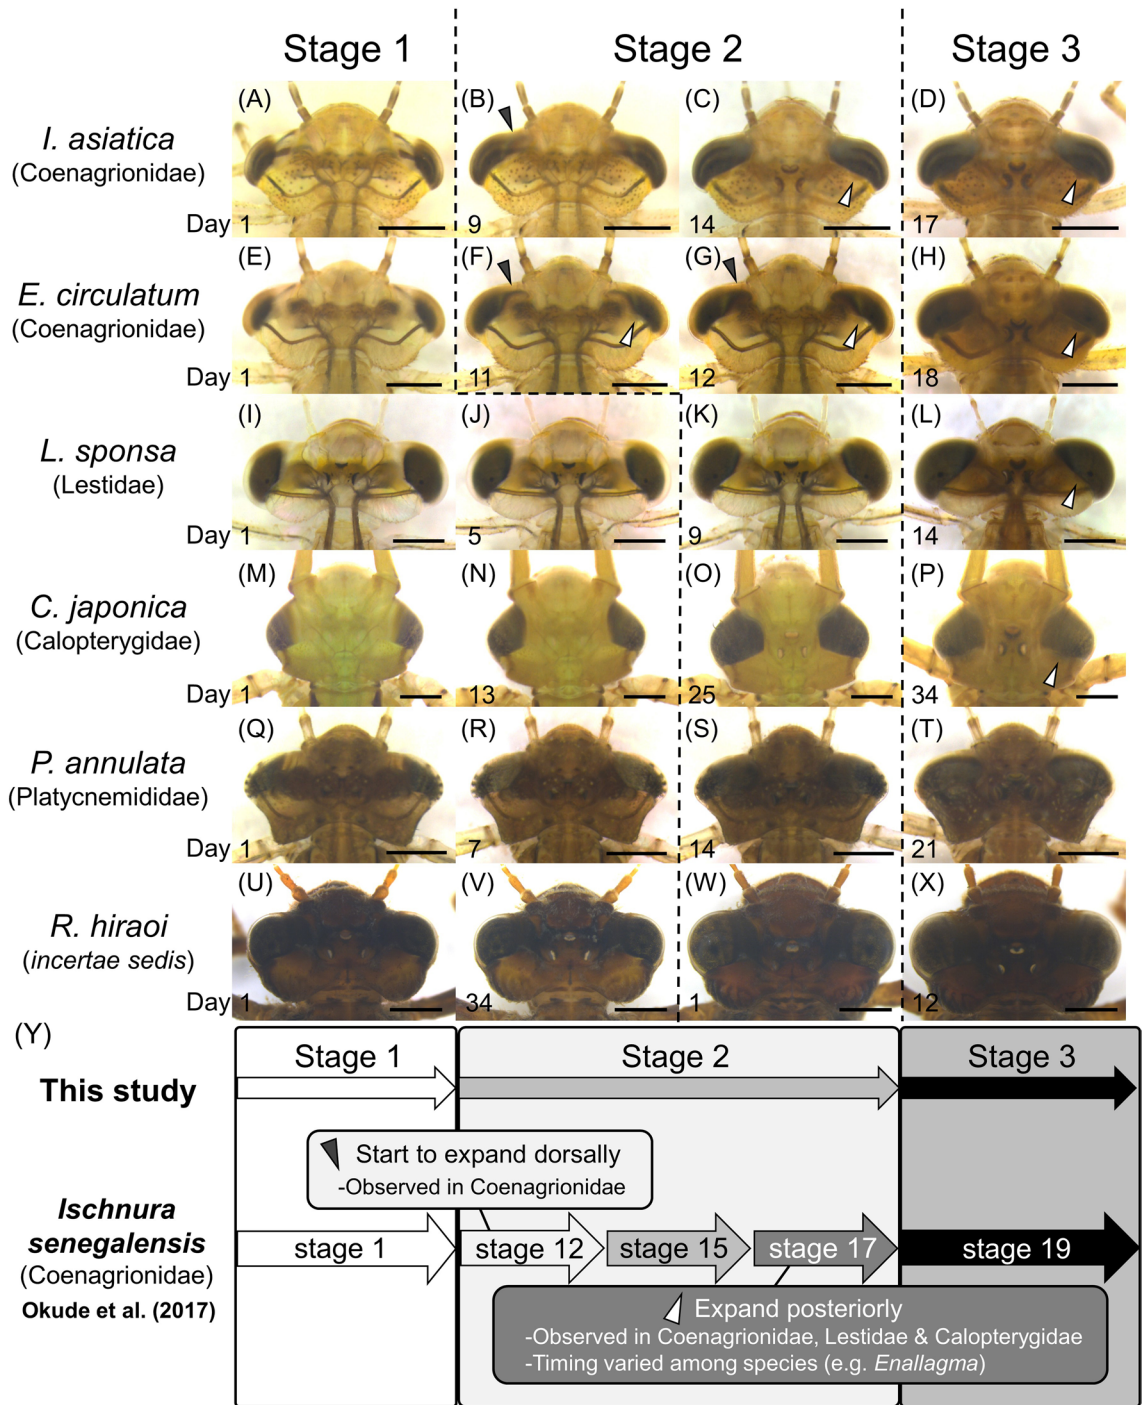 Stage 1
Stage 2
Stage 3
I. asiatica
(Coenagrionidae)
(A)
(B)
(C)
(D)
Day 1
9
14
17
E. circulatum
(Coenagrionidae)
(E)
(F)
(G)
(H)
Day 1
11
12
18
L. sponsa
(Lestidae)
(I)
(J)
(K)
(L)
Day 1
5
9
14
C. japonica
(Calopterygidae)
(M)
(N)
(O)
(P)
Day 1
13
25
34
P. annulata
(Platycnemididae)
(Q)
(R)
(S)
(T)
Day 1
7
14
21
R. hiraoi
(incertae sedis)
(U)
(V)
(W)
(X)
Day 1
34
1
12
(Y)
Stage 1
Stage 2
Stage 3
This study
Start to expand dorsally
-Observed in Coenagrionidae
Ischnura
senegalensis
(Coenagrionidae)
Okude et al. (2017)
stage 1
stage 12
stage 15
stage 17
stage 19
Expand posteriorly
-Observed in Coenagrionidae, Lestidae & Calopterygidae
-Timing varied among species (e.g. Enallagma)